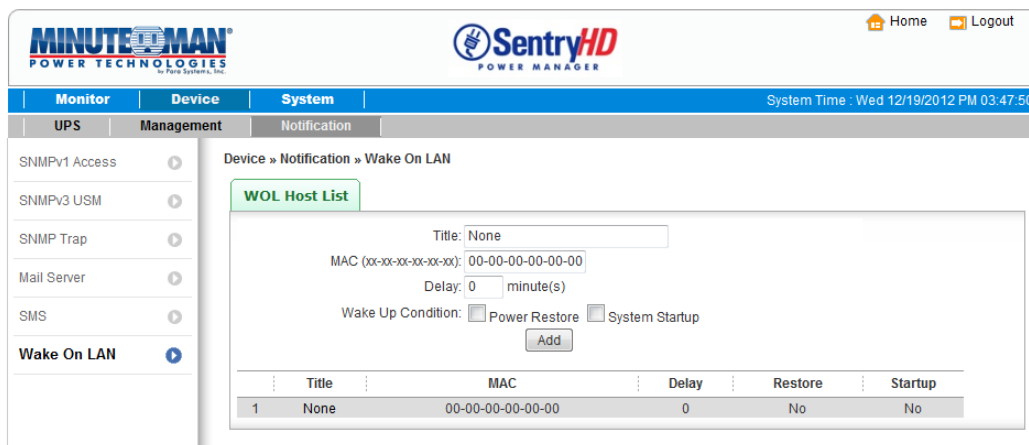 Home Logout
MINUTEMAN®
POWER TECHNOLOGIES
by Para Systems, Inc.
SentryHD
POWER MANAGER
Monitor Device System System Time : Wed 12/19/2012 PM 03:47:50
UPS Management Notification
SNMPv1 Access
SNMPv3 USM
SNMP Trap
Mail Server
SMS
Wake On LAN
Device » Notification » Wake On LAN
WOL Host List
Title: None
MAC (xx-xx-xx-xx-xx-xx): 00-00-00-00-00-00
Delay: 0 minute(s)
Wake Up Condition: Power Restore System Startup
Add
Title MAC Delay Restore Startup
1 None 00-00-00-00-00-00 0 No No